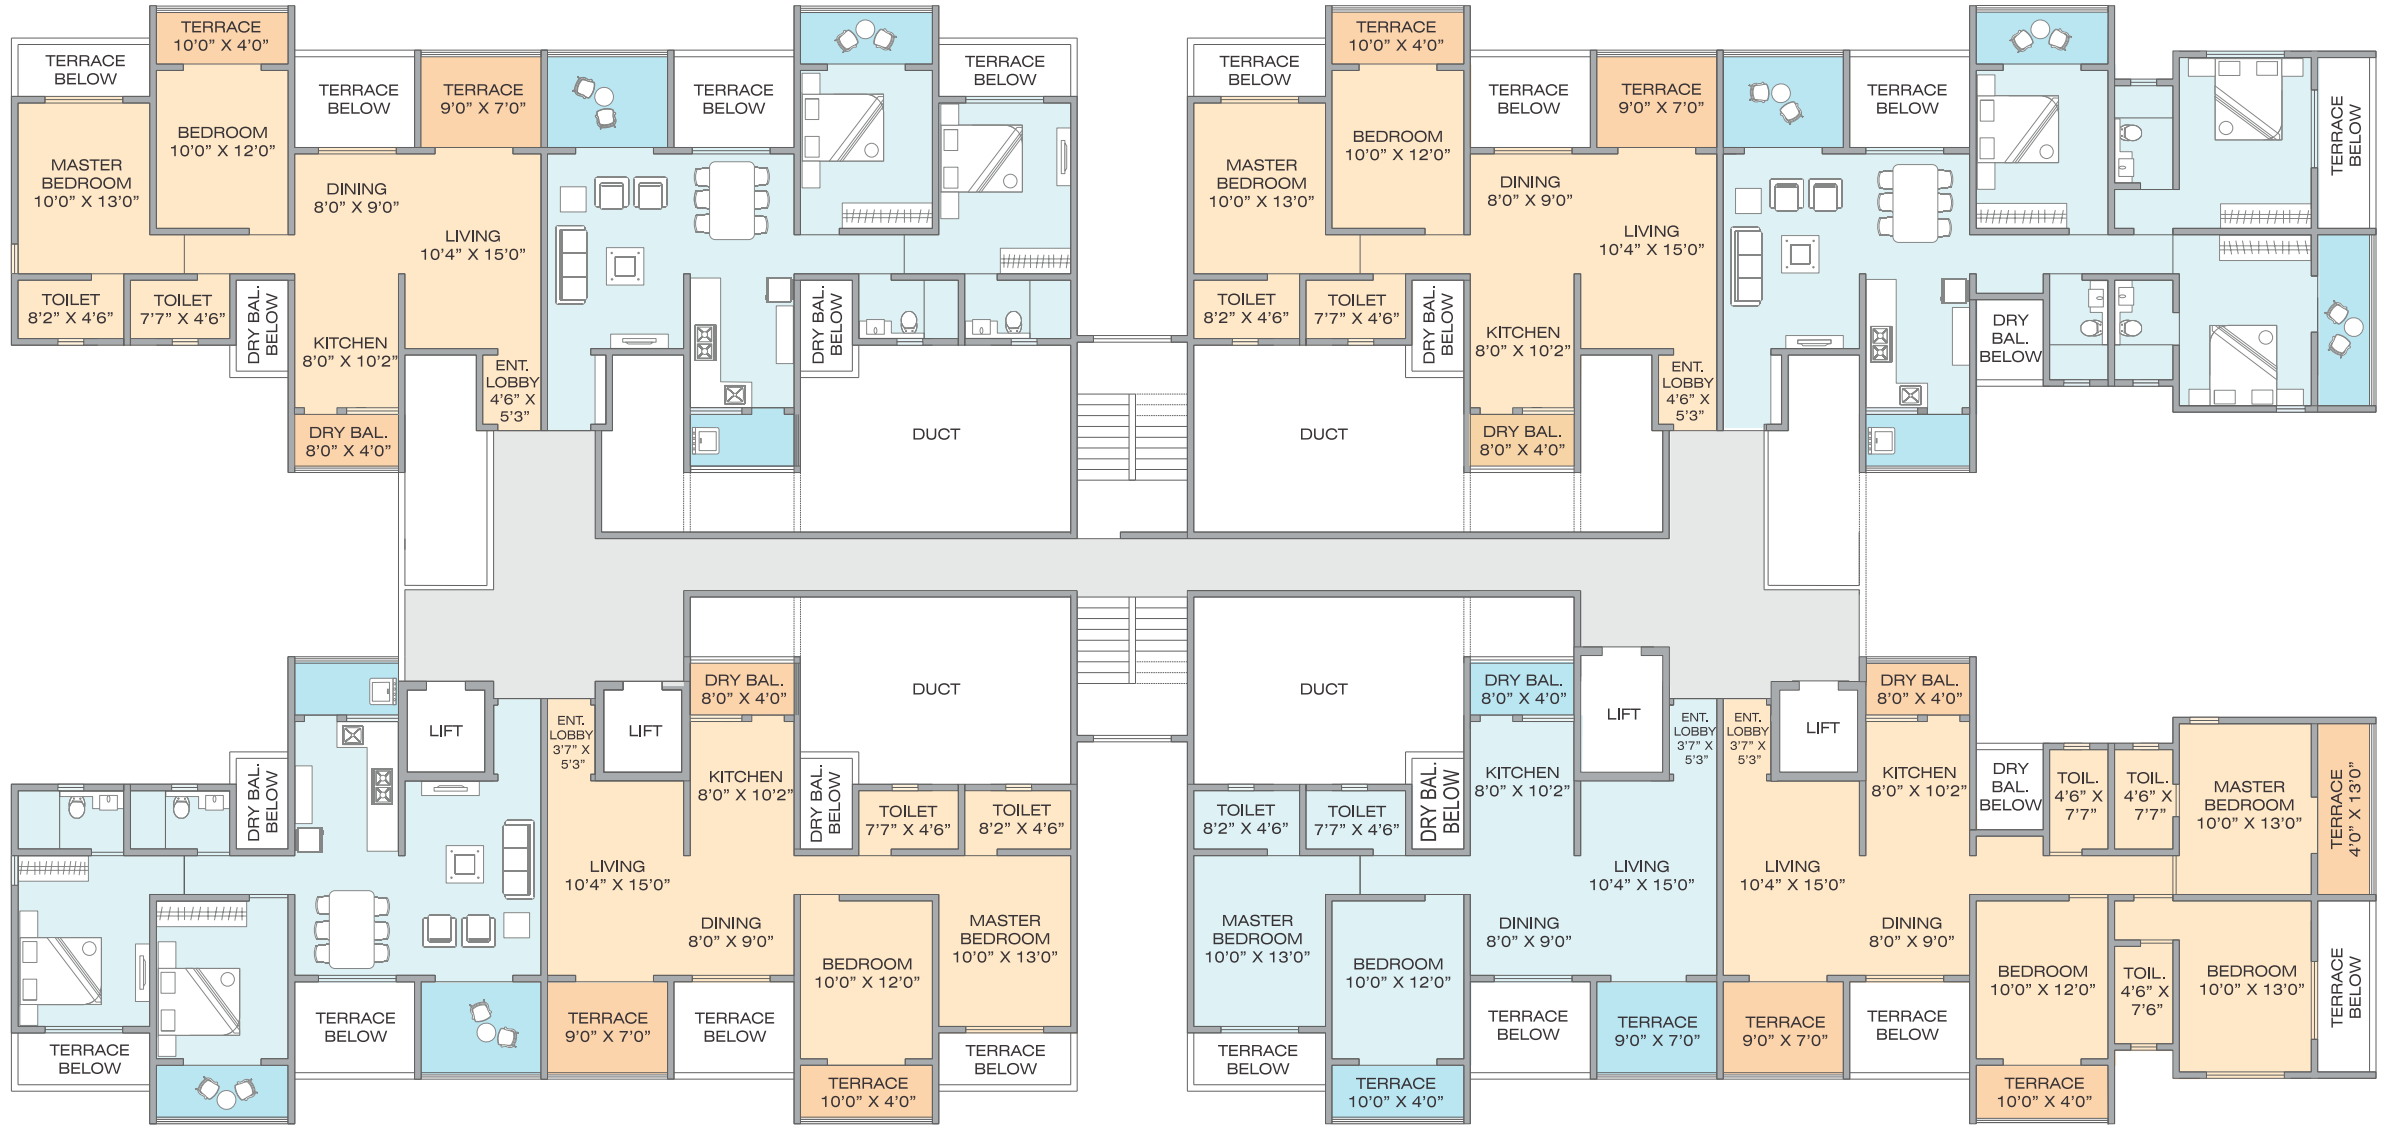 TERRACE
10'0” X 4'0”
TERRACE
BELOW
TERRACE
BELOW
TERRACE
9'0” X 7'0”
TERRACE
BELOW
TERRACE
BELOW
BEDROOM
10'0” X 12'0”
MASTER
BEDROOM
10'0” X 13'0”
DINING
8'0” X 9'0”
LIVING
10'4” X 15'0”
TOILET
8'2” X 4'6”
TOILET
7'7” X 4'6”
DRY BAL.
BELOW
KITCHEN
8'0” X 10'2”
ENT.
LOBBY
4'6” X
5'3”
DRY BAL.
8'0” X 4'0”
DRY BAL.
BELOW
DUCT
TERRACE
10'0” X 4'0”
TERRACE
BELOW
TERRACE
BELOW
TERRACE
9'0” X 7'0”
TERRACE
BELOW
TERRACE
BELOW
BEDROOM
10'0” X 12'0”
MASTER
BEDROOM
10'0” X 13'0”
DINING
8'0” X 9'0”
LIVING
10'4” X 15'0”
TOILET
8'2” X 4'6”
TOILET
7'7” X 4'6”
DRY BAL.
BELOW
KITCHEN
8'0” X 10'2”
ENT.
LOBBY
4'6” X
5'3”
DRY BAL.
8'0” X 4'0”
DUCT
DRY
BAL.
BELOW
LIFT
LIFT
DRY BAL.
8'0” X 4'0”
DUCT
ENT.
LOBBY
3'7” X
5'3”
KITCHEN
8'0” X 10'2”
DRY BAL.
BELOW
DRY BAL.
BELOW
TOILET
7'7” X 4'6”
TOILET
8'2” X 4'6”
LIVING
10'4” X 15'0”
DINING
8'0” X 9'0”
MASTER
BEDROOM
10'0” X 13'0”
BEDROOM
10'0” X 12'0”
TERRACE
BELOW
TERRACE
BELOW
TERRACE
9'0” X 7'0”
TERRACE
BELOW
TERRACE
BELOW
TERRACE
10'0” X 4'0”
DUCT
DRY BAL.
8'0” X 4'0”
LIFT
ENT.
LOBBY
3'7” X
5'3”
ENT.
LOBBY
3'7” X
5'3”
LIFT
DRY BAL.
8'0” X 4'0”
KITCHEN
8'0” X 10'2”
KITCHEN
8'0” X 10'2”
TOILET
8'2” X 4'6”
TOILET
7'7” X 4'6”
DRY BAL.
BELOW
DRY
BAL.
BELOW
TOIL.
4'6” X
7'7”
TOIL.
4'6” X
7'7”
MASTER
BEDROOM
10'0” X 13'0”
TERRACE
4'0” X 13'0”
LIVING
10'4” X 15'0”
LIVING
10'4” X 15'0”
MASTER
BEDROOM
10'0” X 13'0”
DINING
8'0” X 9'0”
DINING
8'0” X 9'0”
BEDROOM
10'0” X 12'0”
BEDROOM
10'0” X 12'0”
TOIL.
4'6” X
7'6”
BEDROOM
10'0” X 13'0”
TERRACE
BELOW
TERRACE
BELOW
TERRACE
BELOW
TERRACE
9'0” X 7'0”
TERRACE
9'0” X 7'0”
TERRACE
BELOW
TERRACE
10'0” X 4'0”
TERRACE
10'0” X 4'0”